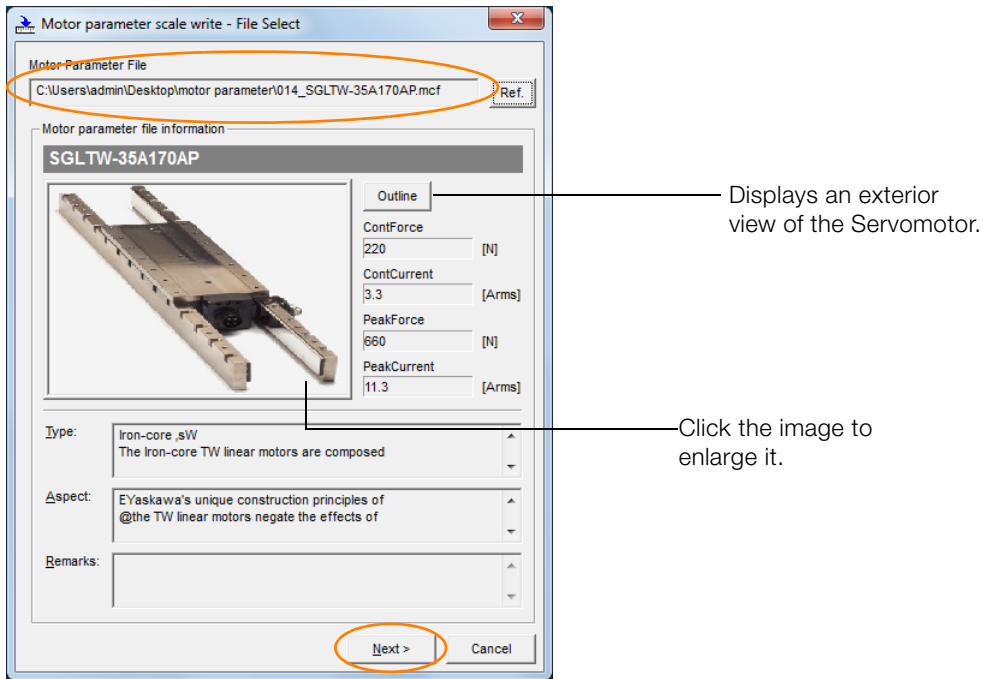 Motor parameter scale write - File Select
Motor Parameter File
C:\Users\admin\Desktop\motor parameter\014_SGLTW-35A170AP.mcf
Ref.
Motor parameter file information
SGLTW-35A170AP
Outline
Displays an exterior
view of the Servomotor.
ContForce
220 [N]
ContCurrent
3.3 [Arms]
PeakForce
660 [N]
PeakCurrent
11.3 [Arms]
Click the image to
enlarge it.
Type:
Iron-core ,sW
The Iron-core TW linear motors are composed
Aspect:
EYaskawa's unique construction principles of
@the TW linear motors negate the effects of
Remarks:
Next >
Cancel